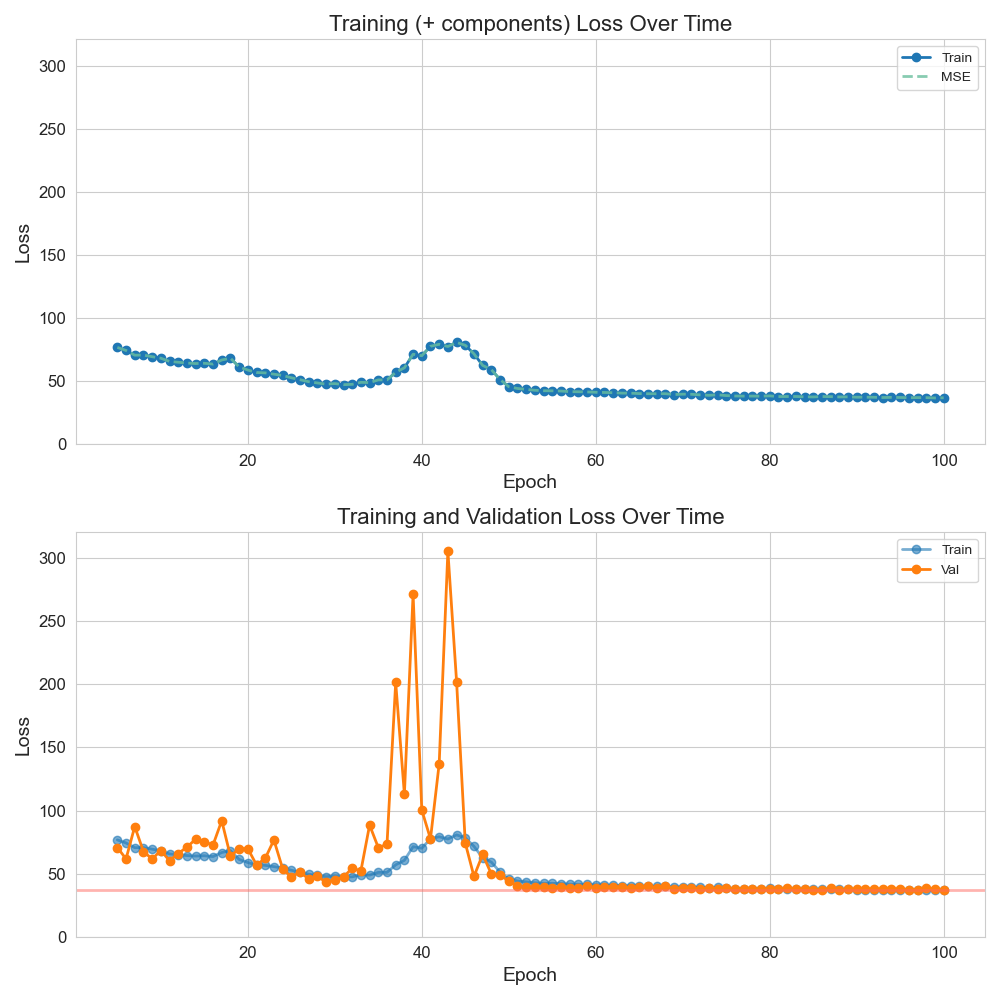 Training (+ components) Loss Over Time
Train
MSE
300
250
200
150
100
50
0
Loss
20 40 60 80 100
Epoch
Training and Validation Loss Over Time
Train
Val
300
250
200
150
100
50
0
Loss
20 40 60 80 100
Epoch